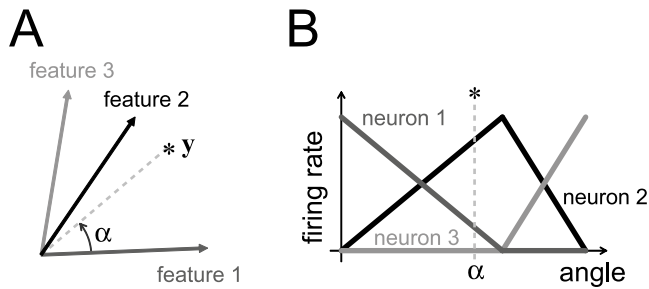 A
feature 3
feature 2
* y
α
feature 1
B
*
neuron 1
firing rate
neuron 2
neuron 3
α
angle